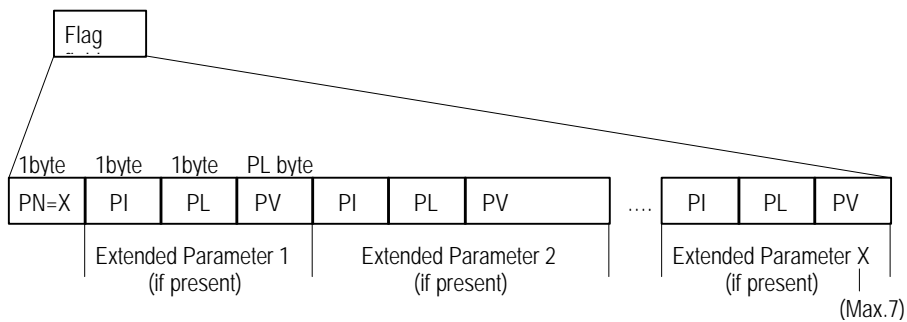 Flag
1byte 1byte 1byte PL byte
PN=X PI PL PV PI PL PV .... PI PL PV
Extended Parameter 1 Extended Parameter 2 Extended Parameter X
(if present) (if present) (if present)
(Max.7)